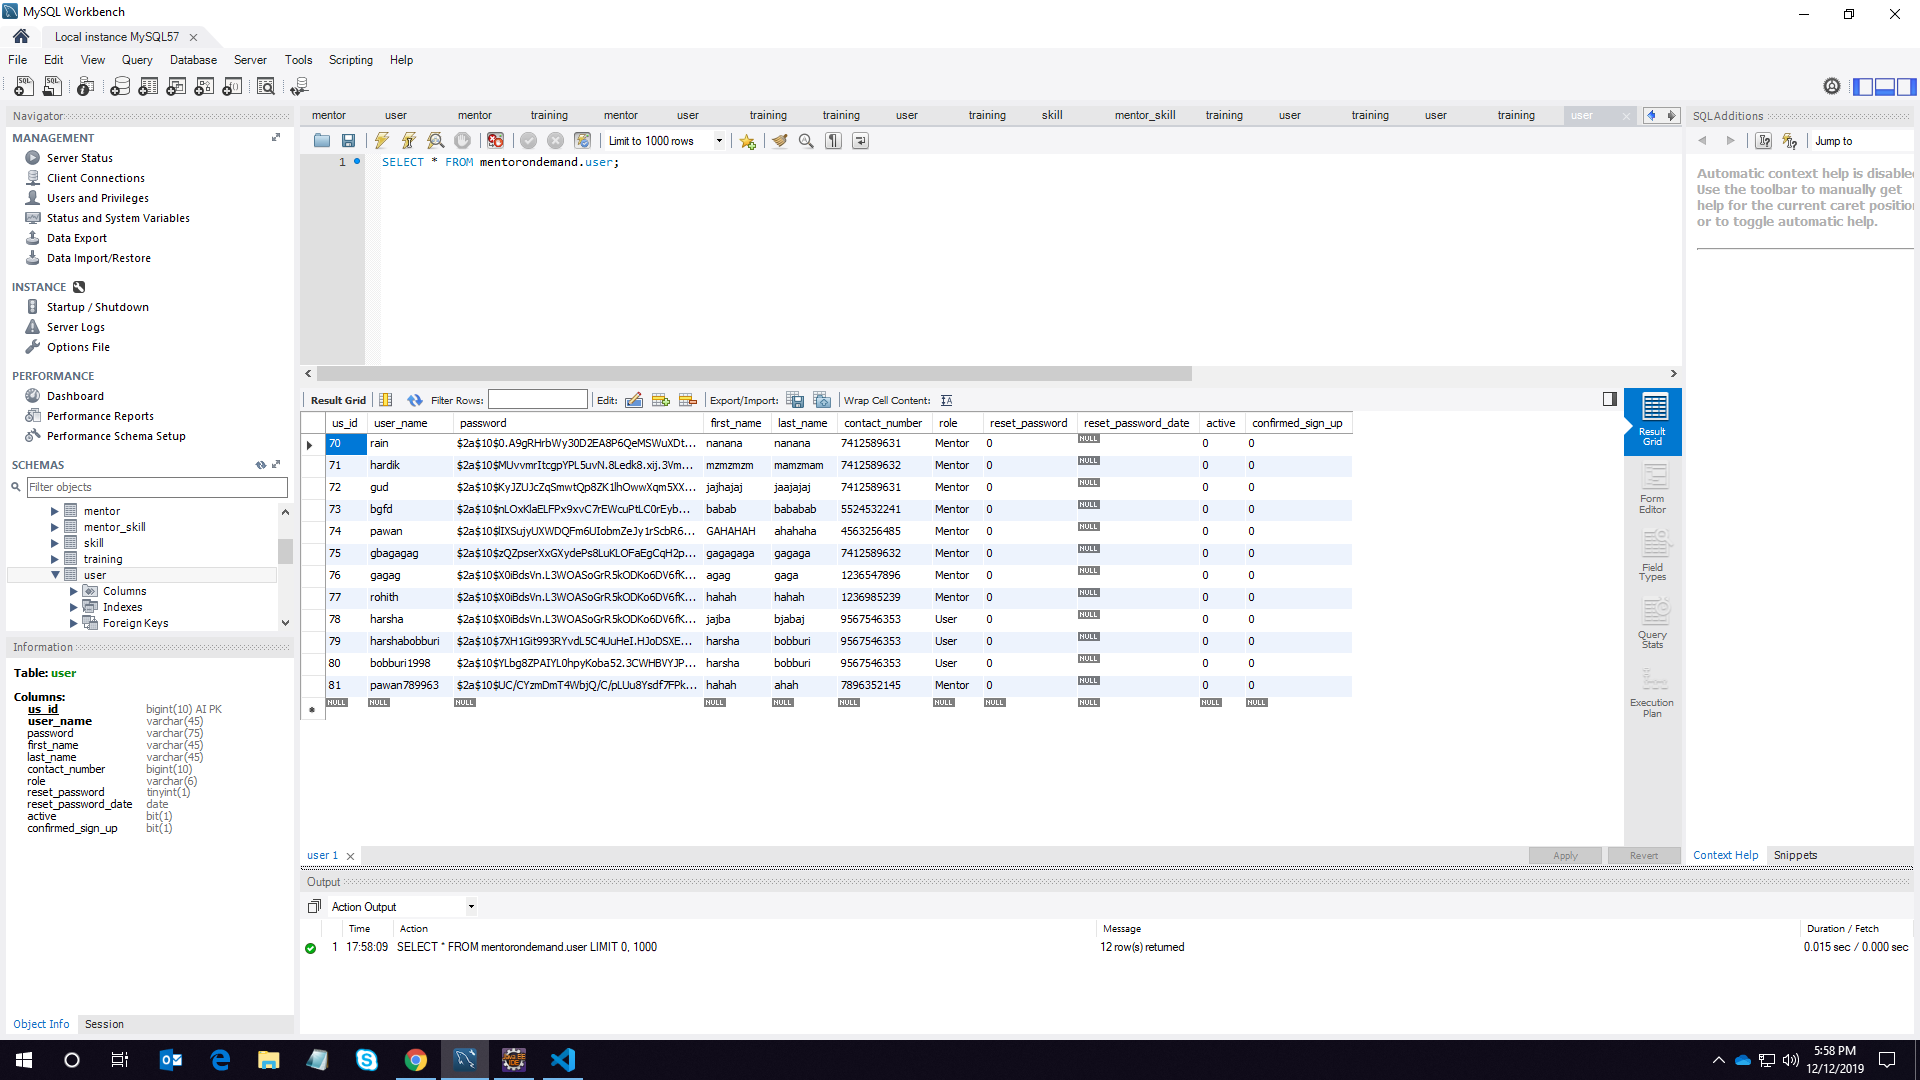 MySQL Workbench
Local instance MySQL57
File Edit View Query Database Server Tools Scripting Help
Navigator
MANAGEMENT
Server Status
Client Connections
Users and Privileges
Status and System Variables
Data Export
Data Import/Restore
INSTANCE
Startup / Shutdown
Server Logs
Options File
PERFORMANCE
Dashboard
Performance Reports
Performance Schema Setup
SCHEMAS
Filter objects
mentor
mentor_skill
skill
training
user
Columns
Indexes
Foreign Keys
Information
Table: user
Columns:
us_id bigint(10) AI PK
user_name varchar(45)
password varchar(75)
first_name varchar(45)
last_name varchar(45)
contact_number bigint(10)
role varchar(6)
reset_password tinyint(1)
reset_password_date date
active bit(1)
confirmed_sign_up bit(1)
Object Info Session
mentor user mentor training mentor user training training user training skill mentor_skill training user training user training user
Limit to 1000 rows
1 SELECT * FROM mentorondemand.user;
Result Grid Filter Rows: Edit: Export/Import: Wrap Cell Content:
us_id user_name password first_name last_name contact_number role reset_password reset_password_date active confirmed_sign_up
70 rain $2a$10$0.A9gRHrbWy30D2EA8P6QeMSWuXDt... nanana nanana 7412589631 Mentor 0 NULL 0 0
71 hardik $2a$10$MUvvmrItcgpYPL5uvN.8Ledk8.xij.3Vm... mzmzmzm mamzmam 7412589632 Mentor 0 NULL 0 0
72 gud $2a$10$KyJZUJcZqSmwtQp8ZK1lhOwwXqm5XX... jajhajaj jaajajaj 7412589631 Mentor 0 NULL 0 0
73 bgfd $2a$10$nLOxKlaELFPx9xvC7rEWcuPtLC0rEyb... babab bababab 5524532241 Mentor 0 NULL 0 0
74 pawan $2a$10$lIXSujyUXWDQFm6UIobmZeJy1rScbR6... GAHAHAH ahahaha 4563256485 Mentor 0 NULL 0 0
75 gbagagag $2a$10$zQZpserXxGXydePs8LuKLOFaEgCqH2p... gagagaga gagaga 7412589632 Mentor 0 NULL 0 0
76 gagag $2a$10$X0iBdsVn.L3WOASoGrR5kODKo6DV6fK... agag gaga 1236547896 Mentor 0 NULL 0 0
77 rohith $2a$10$X0iBdsVn.L3WOASoGrR5kODKo6DV6fK... hahah hahah 1236985239 Mentor 0 NULL 0 0
78 harsha $2a$10$X0iBdsVn.L3WOASoGrR5kODKo6DV6fK... jajba bjabaj 9567546353 User 0 NULL 0 0
79 harshabobburi $2a$10$7XH1Git993RYvdL5C4UuHeI.HJoDSXE... harsha bobburi 9567546353 User 0 NULL 0 0
80 bobburi1998 $2a$10$YLbg8ZPAIYL0hpyKoba52.3CWHBVYJP... harsha bobburi 9567546353 User 0 NULL 0 0
81 pawan789963 $2a$10$UC/CYzmDmT4WbjQ/C/pLUu8Ysdf7FPk... hahah ahah 7896352145 Mentor 0 NULL 0 0
NULL NULL NULL NULL NULL NULL NULL NULL NULL NULL NULL
Result Grid
Form Editor
Field Types
Query Stats
Execution Plan
user 1 Apply Revert
SQLAdditions
Jump to
Automatic context help is disabled
Use the toolbar to manually get
help for the current caret position
or to toggle automatic help.
Context Help Snippets
Output
Action Output
Time Action Message Duration / Fetch
1 17:58:09 SELECT * FROM mentorondemand.user LIMIT 0, 1000 12 row(s) returned 0.015 sec / 0.000 sec
5:58 PM
12/12/2019